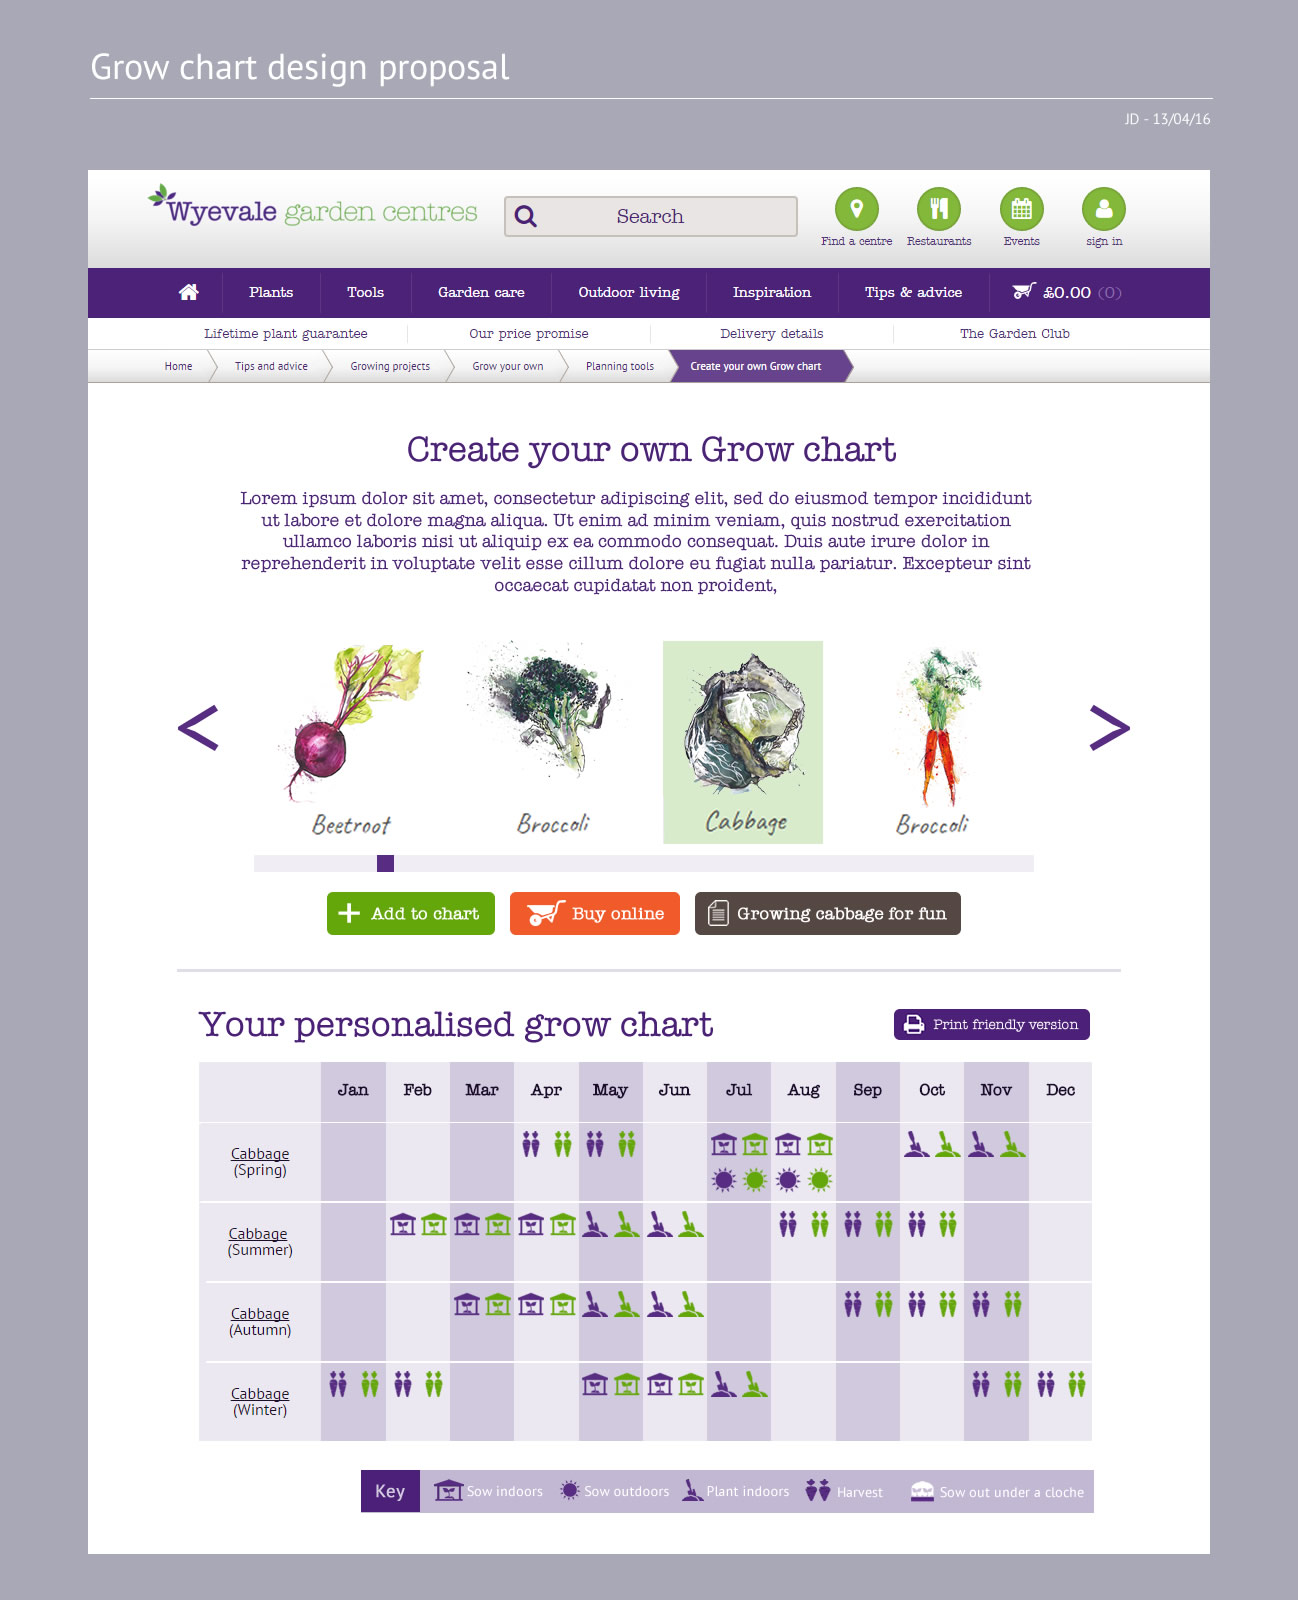 Grow chart design proposal
JD - 13/04/16
Wyevale garden centres
Search
Find a centre
Restaurants
Events
sign in
Plants
Tools
Garden care
Outdoor living
Inspiration
Tips & advice
£0.00 (0)
Lifetime plant guarantee
Our price promise
Delivery details
The Garden Club
Home
Tips and advice
Growing projects
Grow your own
Planning tools
Create your own Grow chart
Create your own Grow chart
Lorem ipsum dolor sit amet, consectetur adipiscing elit, sed do eiusmod tempor incididunt
ut labore et dolore magna aliqua. Ut enim ad minim veniam, quis nostrud exercitation
ullamco laboris nisi ut aliquip ex ea commodo consequat. Duis aute irure dolor in
reprehenderit in voluptate velit esse cillum dolore eu fugiat nulla pariatur. Excepteur sint
occaecat cupidatat non proident,
<
>
Beetroot
Broccoli
Cabbage
Broccoli
Add to chart
Buy online
Growing cabbage for fun
Your personalised grow chart
Print friendly version
Jan
Feb
Mar
Apr
May
Jun
Jul
Aug
Sep
Oct
Nov
Dec
Cabbage
(Spring)
Cabbage
(Summer)
Cabbage
(Autumn)
Cabbage
(Winter)
Key
Sow indoors
Sow outdoors
Plant indoors
Harvest
Sow out under a cloche